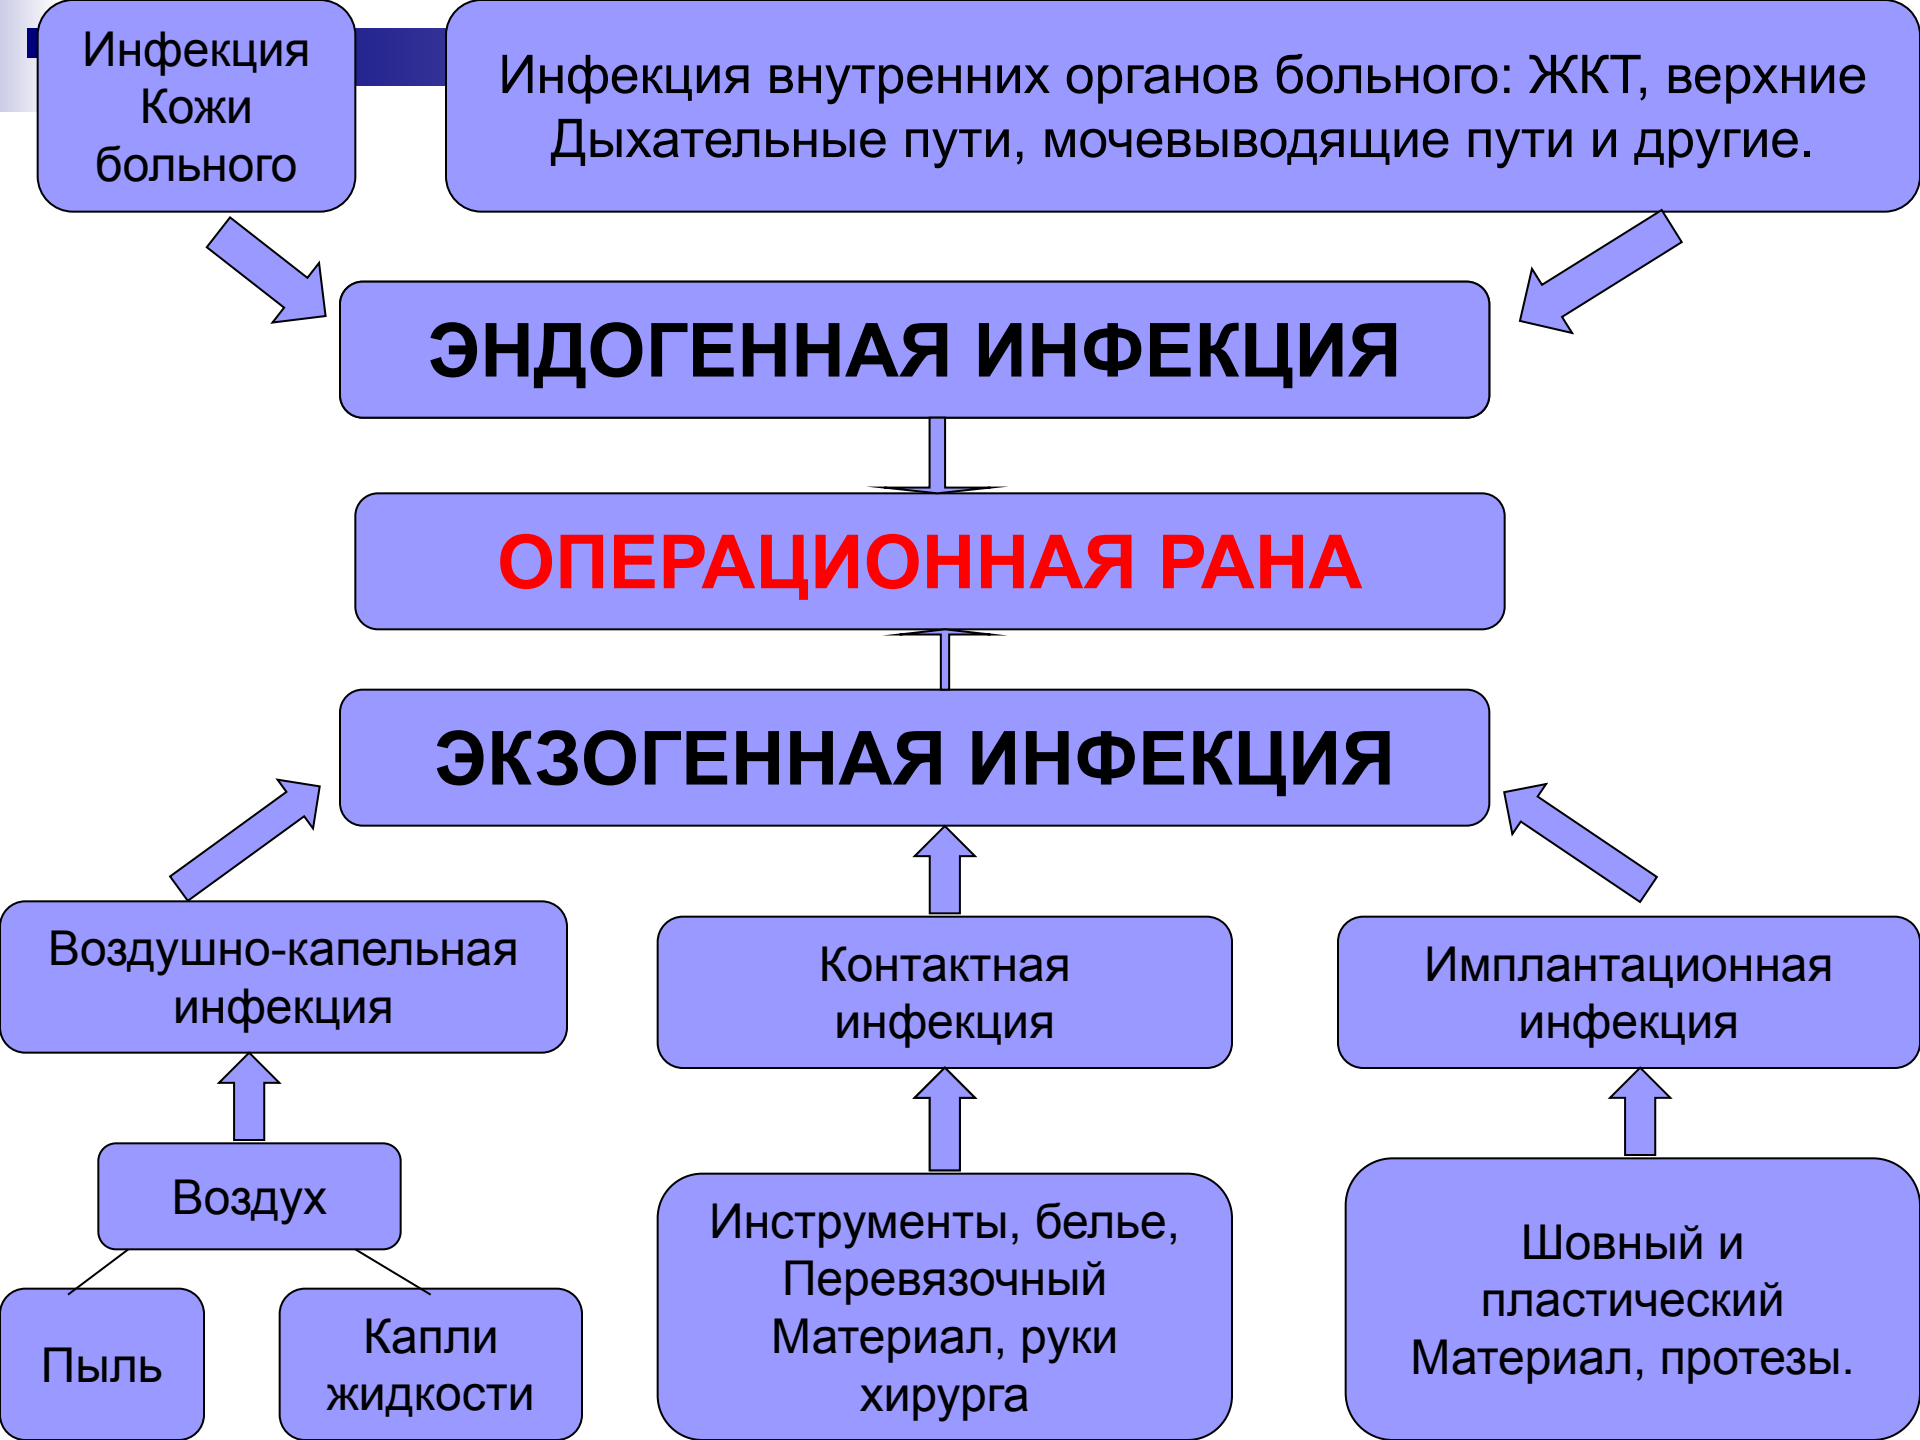 Инфекция
Кожи
больного
Инфекция внутренних органов больного: ЖКТ, верхние
Дыхательные пути, мочевыводящие пути и другие.
ЭНДОГЕННАЯ ИНФЕКЦИЯ
ОПЕРАЦИОННАЯ РАНА
ЭКЗОГЕННАЯ ИНФЕКЦИЯ
Воздушно-капельная
инфекция
Контактная
инфекция
Имплантационная
инфекция
Воздух
Пыль
Капли
жидкости
Инструменты, белье,
Перевязочный
Материал, руки
хирурга
Шовный и
пластический
Материал, протезы.